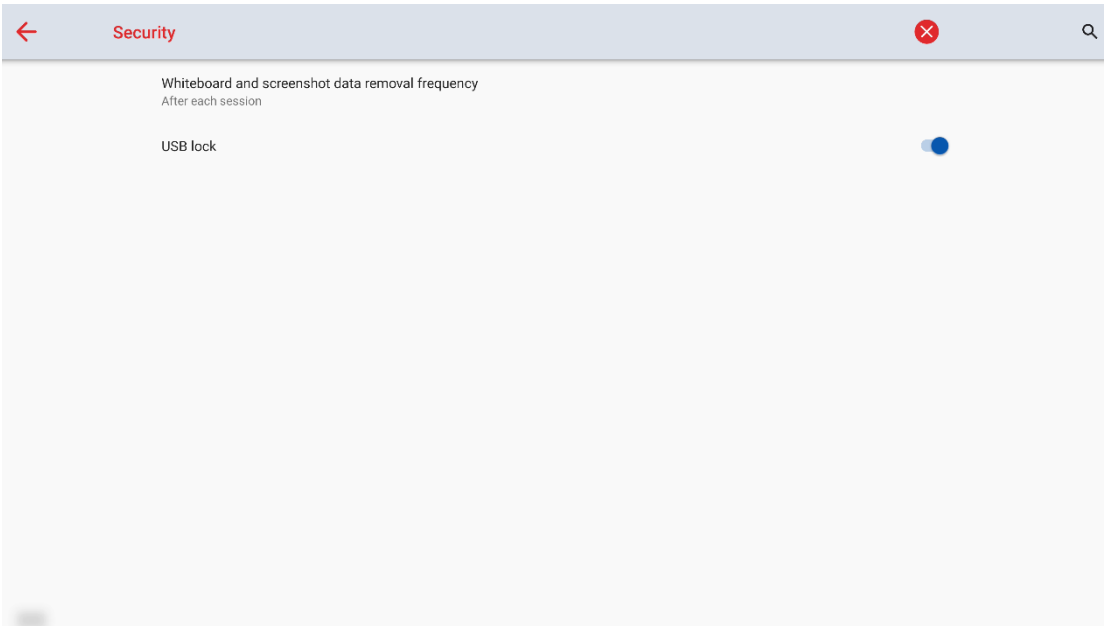 Security
Whiteboard and screenshot data removal frequency
After each session
USB lock